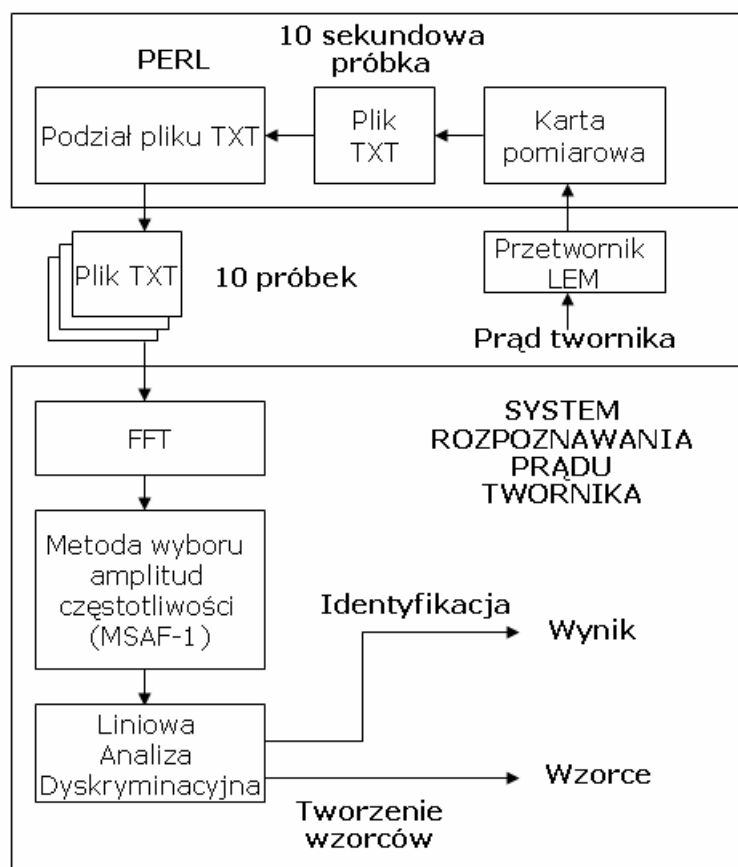 PERL
10 sekundowa
próbka
Podział pliku TXT
Plik
TXT
Karta
pomiarowa
Plik TXT
10 próbek
Przetwornik
LEM
Prąd twornika
FFT
SYSTEM
ROZPOZNAWANIA
PRĄDU
TWORNIKA
Metoda wyboru
amplitud
częstotliwości
(MSAF-1)
Identyfikacja
Wynik
Liniowa
Analiza
Dyskryminacyjna
Wzorce
Tworzenie
wzorców